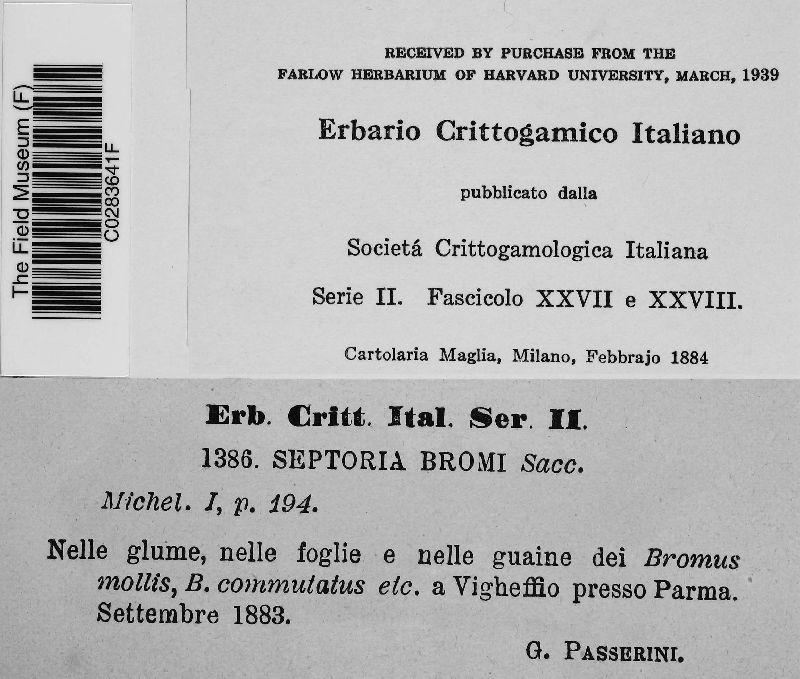 The Field Museum (F)
C0283641F
RECEIVED BY PURCHASE FROM THE
FARLOW HERBARIUM OF HARVARD UNIVERSITY, MARCH, 1939
Erbario Crittogamico Italiano
pubblicato dalla
Societá Crittogamologica Italiana
Serie II. Fascicolo XXVII e XXVIII.
Cartolaria Maglia, Milano, Febbrajo 1884
Erb. Critt. Ital. Ser. II.
1386. SEPTORIA BROMI Sacc.
Michel. I, p. 194.
Nelle glume, nelle foglie e nelle guaine dei Bromus
mollis, B. commutatus etc. a Vigheffio presso Parma.
Settembre 1883.
G. PASSERINI.